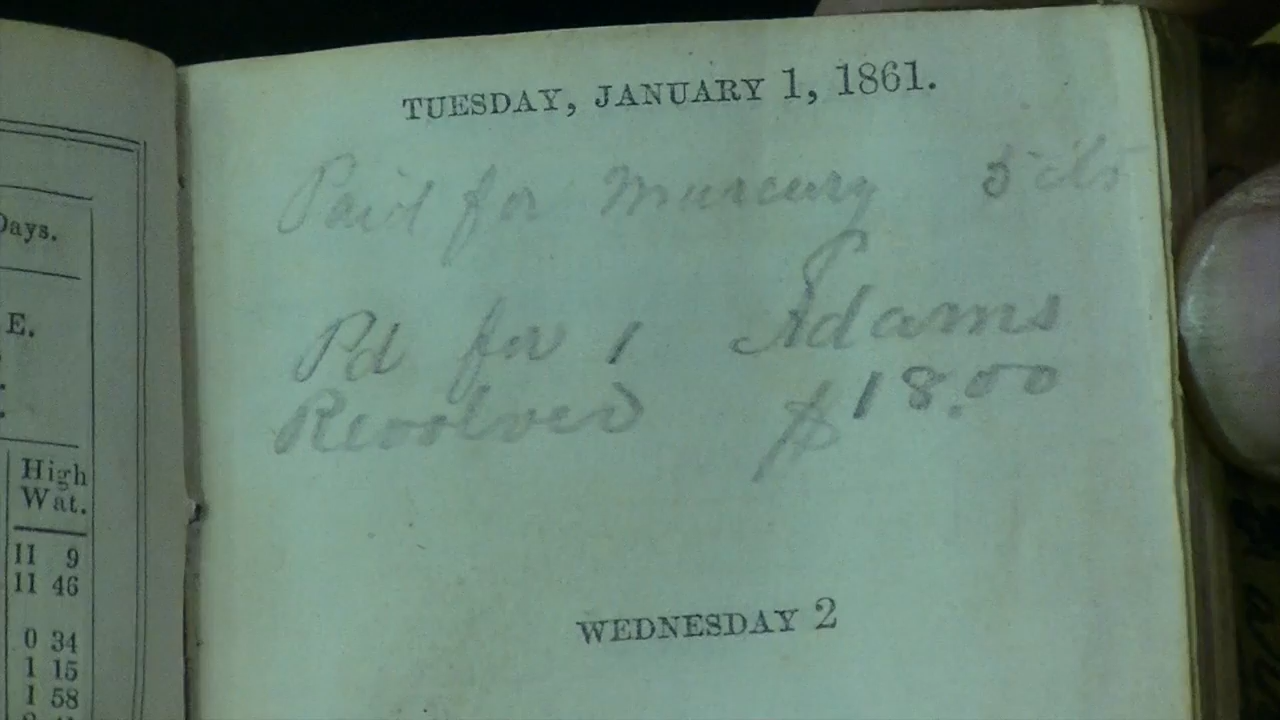 Days.
E.
High
Wat.
11 9
11 46
0 34
1 15
1 58
TUESDAY, JANUARY 1, 1861.
Paid for Murcury 5 cts
Pd for 1 Adams
Revolver $18.00
WEDNESDAY 2